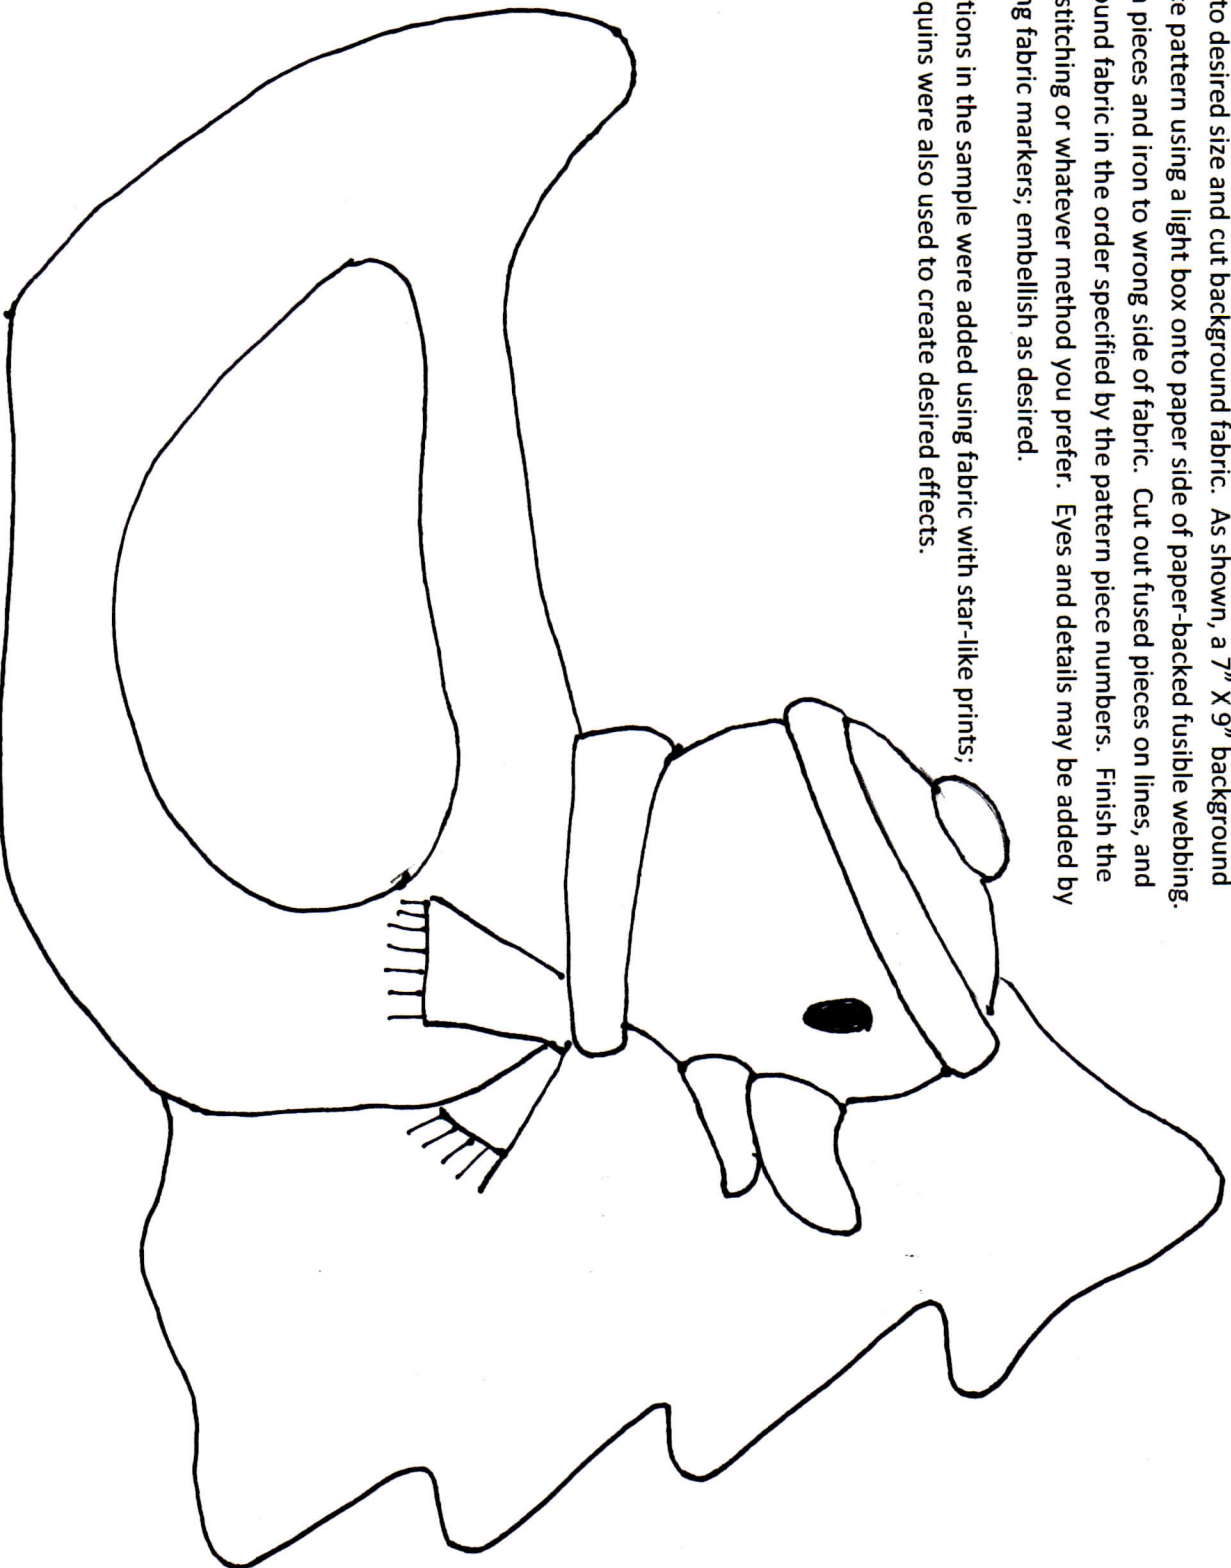 to desired size and cut background fabric. As shown, a 7” X 9” background
pattern using a light box onto paper side of paper-backed fusible webbing.
pieces and iron to wrong side of fabric. Cut out fused pieces on lines, and
fabric in the order specified by the pattern piece numbers. Finish the
stitching or whatever method you prefer. Eyes and details may be added by
fabric markers; embellish as desired.
in the sample were added using fabric with star-like prints;
were also used to create desired effects.